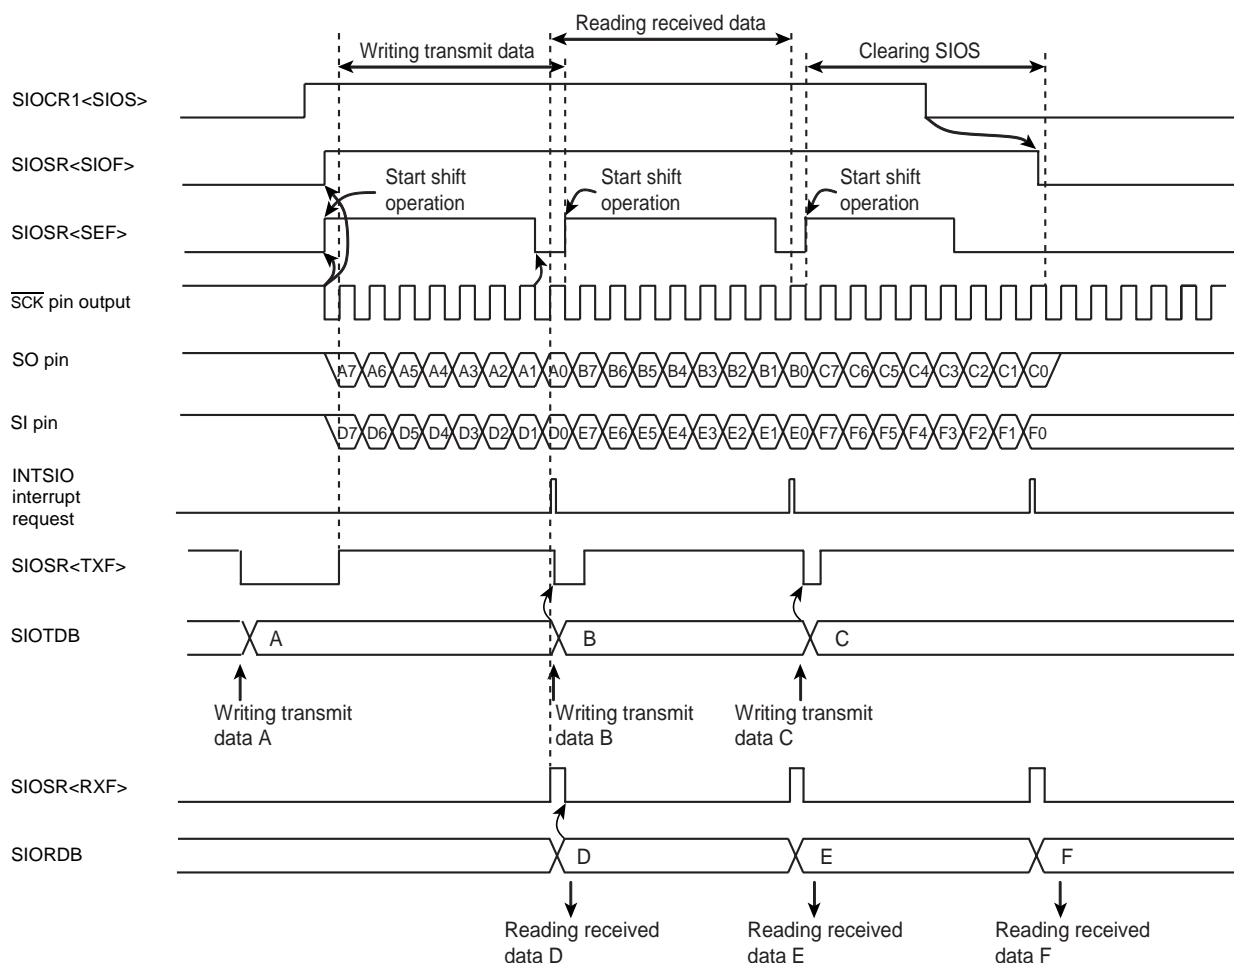 Reading received data
Writing transmit data
Clearing SIOS
SIOCR1<SIOS>
SIOSR<SIOF>
Start shift
operation
Start shift
operation
Start shift
operation
SIOSR<SEF>
SCK pin output
SO pin
A7 A6 A5 A4 A3 A2 A1 A0 B7 B6 B5 B4 B3 B2 B1 B0 C7 C6 C5 C4 C3 C2 C1 C0
SI pin
D7 D6 D5 D4 D3 D2 D1 D0 E7 E6 E5 E4 E3 E2 E1 E0 F7 F6 F5 F4 F3 F2 F1 F0
INTSIO
interrupt
request
SIOSR<TXF>
SIOTDB
A B C
Writing transmit
data A
Writing transmit
data B
Writing transmit
data C
SIOSR<RXF>
SIORDB
D E F
Reading received
data D
Reading received
data E
Reading received
data F